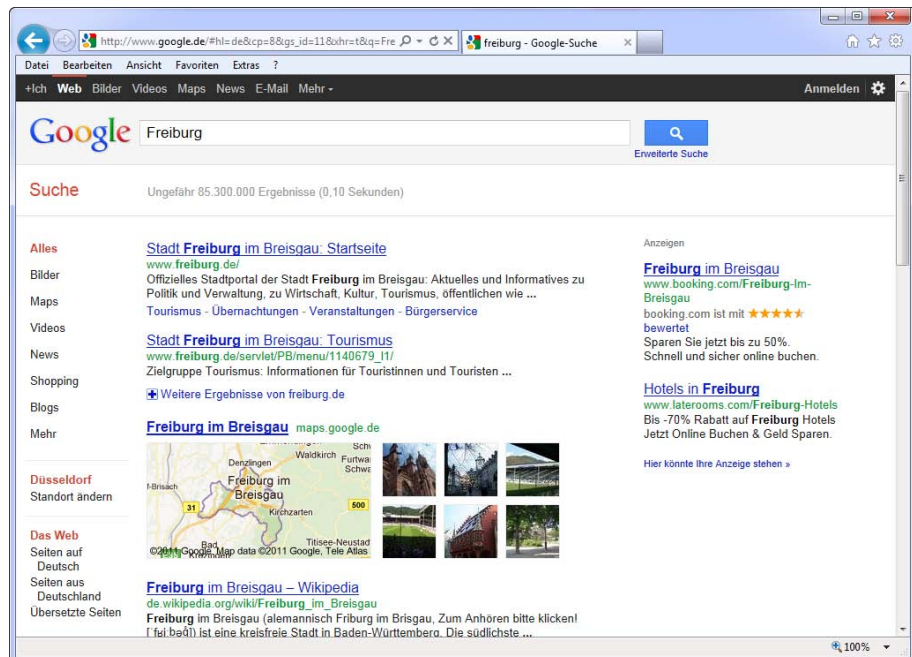 http://www.google.de/#hl=de&cp=8&gs_id=11&xhr=t&q=Fre
freiburg - Google-Suche
Datei Bearbeiten Ansicht Favoriten Extras ?
+Ich Web Bilder Videos Maps News E-Mail Mehr
Anmelden
Google
Freiburg
Erweiterte Suche
Suche
Ungefähr 85.300.000 Ergebnisse (0,10 Sekunden)
Alles
Bilder
Maps
Videos
News
Shopping
Blogs
Mehr
Düsseldorf
Standort ändern
Das Web
Seiten auf
Deutsch
Seiten aus
Deutschland
Übersetzte Seiten
Stadt Freiburg im Breisgau: Startseite
www.freiburg.de/
Offizielles Stadtportal der Stadt Freiburg im Breisgau: Aktuelles und Informatives zu
Politik und Verwaltung, zu Wirtschaft, Kultur, Tourismus, öffentlichen wie ...
Tourismus - Übernachtungen - Veranstaltungen - Bürgerservice
Stadt Freiburg im Breisgau: Tourismus
www.freiburg.de/servlet/PB/menu/1140679_l1/
Zielgruppe Tourismus: Informationen für Touristinnen und Touristen ...
Weitere Ergebnisse von freiburg.de
Freiburg im Breisgau maps.google.de
Denzlingen
Waldkirch
Furtwa
Schwa
Freiburg im
Breisgau
31
Kirchzarten
500
Bad
Titisee-Neustad
©2011 Google, Map data ©2011 Google, Tele Atlas
Freiburg im Breisgau – Wikipedia
de.wikipedia.org/wiki/Freiburg_im_Breisgau
Freiburg im Breisgau (alemannisch Friburg im Brisgau, Zum Anhören bitte klicken!
ist eine kreisfreie Stadt in Baden-Württemberg. Die südlichste ...
Anzeigen
Freiburg im Breisgau
www.booking.com/Freiburg-Im-
Breisgau
booking.com ist mit ★★★★★
bewertet
Sparen Sie jetzt bis zu 50%.
Schnell und sicher online buchen.
Hotels in Freiburg
www.laterooms.com/Freiburg-Hotels
Bis -70% Rabatt auf Freiburg Hotels
Jetzt Online Buchen & Geld Sparen.
Hier könnte Ihre Anzeige stehen »
100%